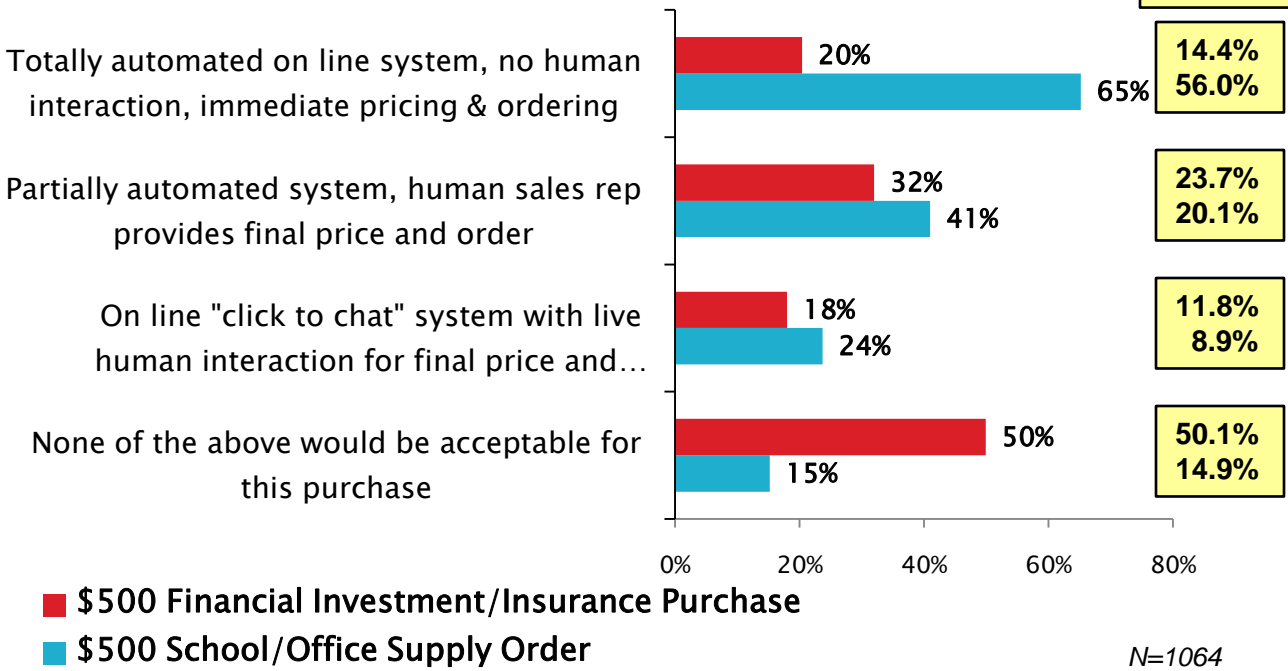 Totally automated on line system, no human
interaction, immediate pricing & ordering
20%
65%
14.4%
56.0%
Partially automated system, human sales rep
provides final price and order
32%
41%
23.7%
20.1%
On line "click to chat" system with live
human interaction for final price and…
18%
24%
11.8%
8.9%
None of the above would be acceptable for
this purchase
50%
15%
50.1%
14.9%
0% 20% 40% 60% 80%
$500 Financial Investment/Insurance Purchase
$500 School/Office Supply Order
N=1064